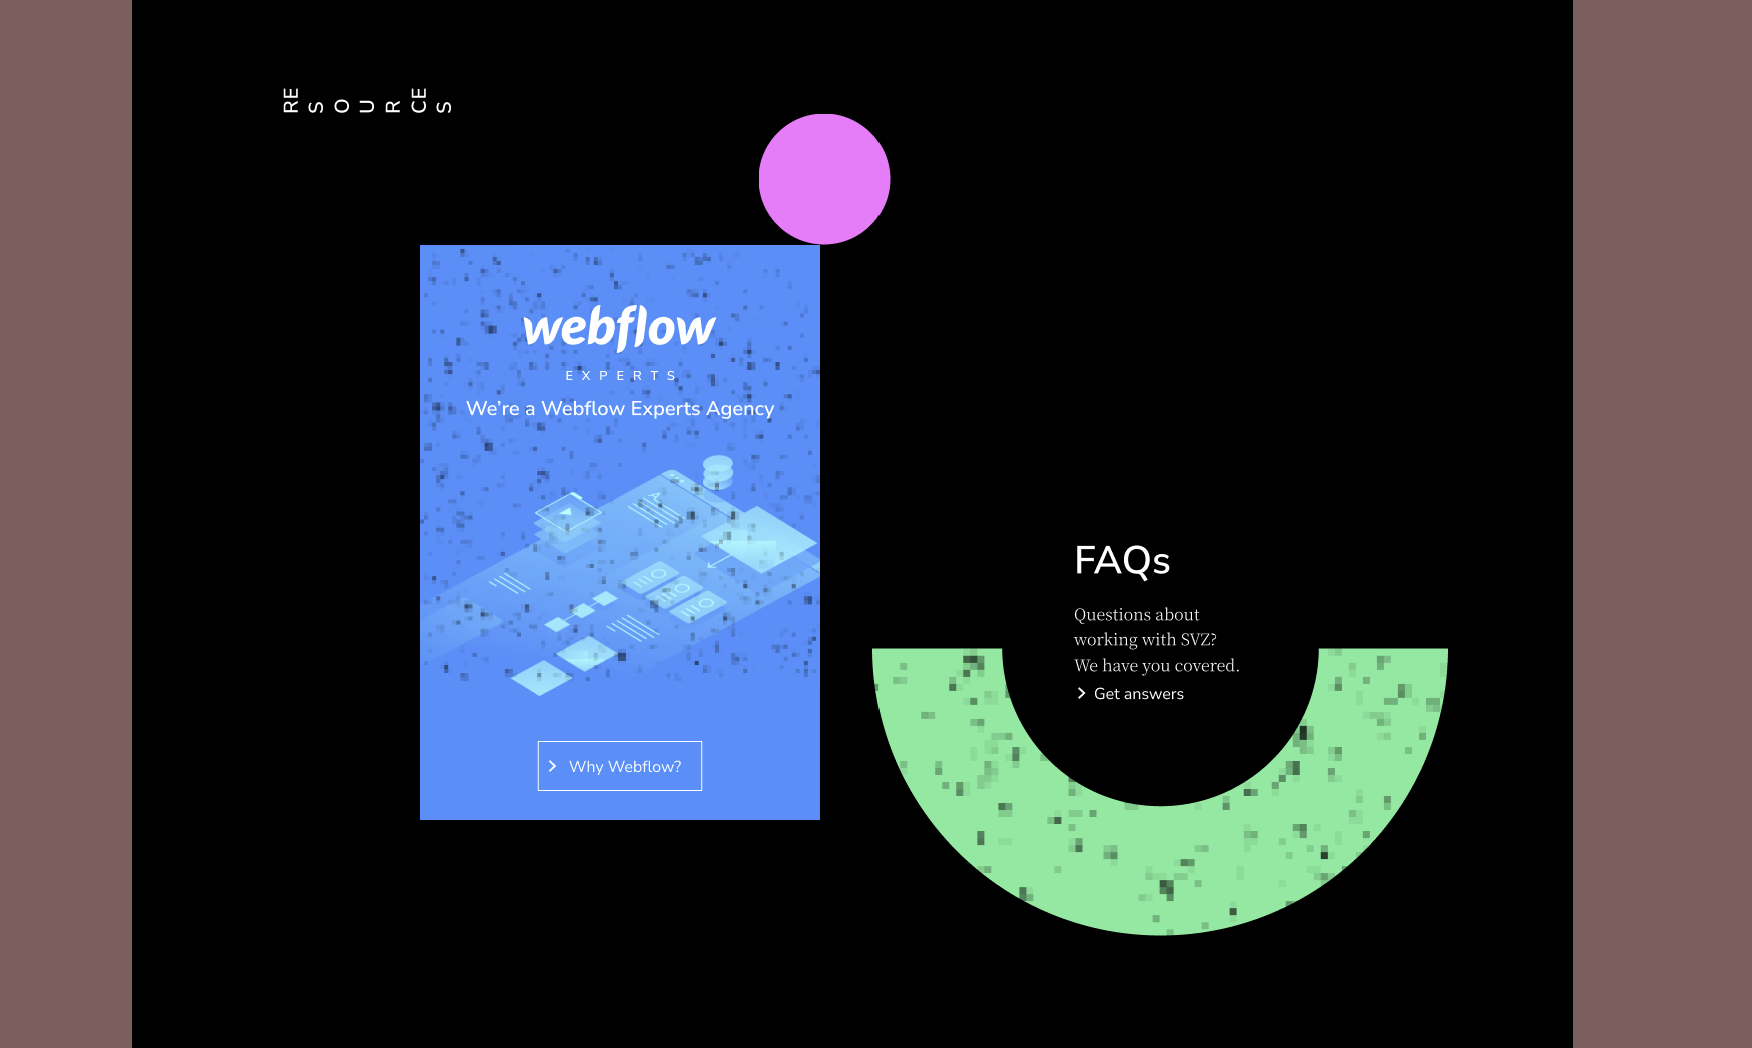 RESOURCES
webflow
EXPERTS
We're a Webflow Experts Agency
Why Webflow?
FAQs
Questions about
working with SVZ?
We have you covered.
Get answers